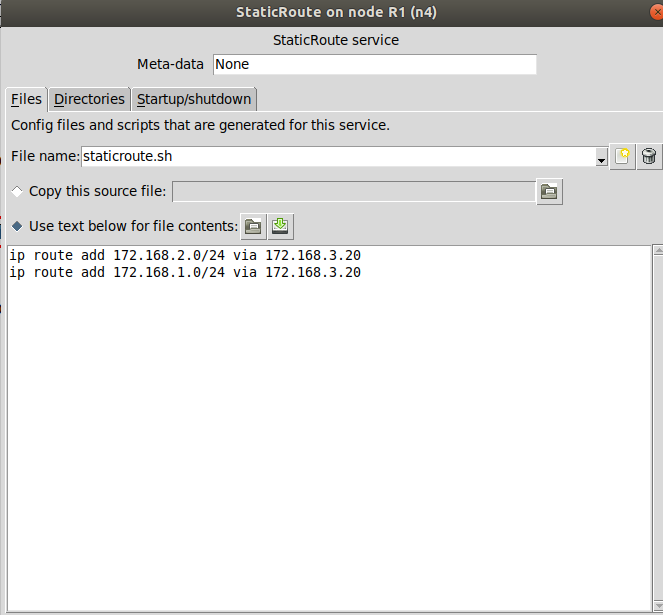 StaticRoute on node R1 (n4)
StaticRoute service
Meta-data None
Files Directories Startup/shutdown
Config files and scripts that are generated for this service.
File name: staticroute.sh
Copy this source file:
Use text below for file contents:
ip route add 172.168.2.0/24 via 172.168.3.20
ip route add 172.168.1.0/24 via 172.168.3.20